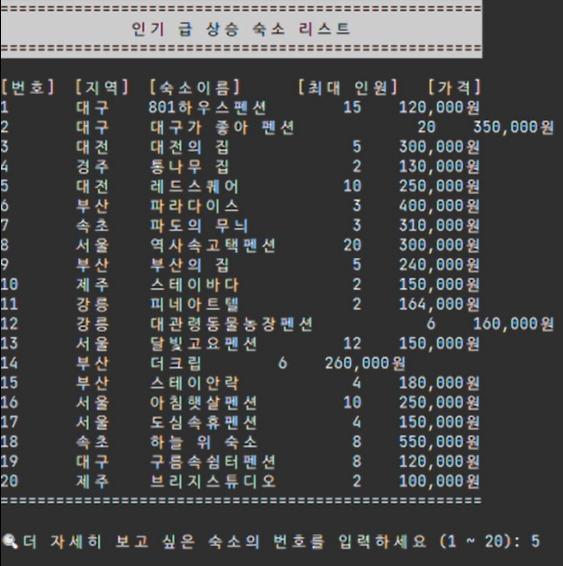 ====================================================
인기 급 상승 숙소 리스트
====================================================
[번호] [지역] [숙소이름] [최대 인원] [가격]
1 대구 801하우스펜션 15 120,000원
2 대구 대구가 좋아 펜션 20 350,000원
3 대전 대전의 집 5 300,000원
4 경주 통나무 집 2 130,000원
5 대전 레드스퀘어 10 250,000원
6 부산 파라다이스 3 400,000원
7 속초 파도의 무늬 3 310,000원
8 서울 역사속고택펜션 20 300,000원
9 부산 부산의 집 5 240,000원
10 제주 스테이바다 2 150,000원
11 강릉 피네아트텔 2 164,000원
12 강릉 대관령동물농장펜션 6 160,000원
13 서울 달빛고요펜션 12 150,000원
14 부산 더크립 6 260,000원
15 부산 스테이안락 4 180,000원
16 서울 아침햇살펜션 10 250,000원
17 서울 도심속휴펜션 4 150,000원
18 속초 하늘 위 숙소 8 550,000원
19 대구 구름속쉼터펜션 8 120,000원
20 제주 브리지스튜디오 2 100,000원
====================================================
🔍더 자세히 보고 싶은 숙소의 번호를 입력하세요 (1 ~ 20): 5